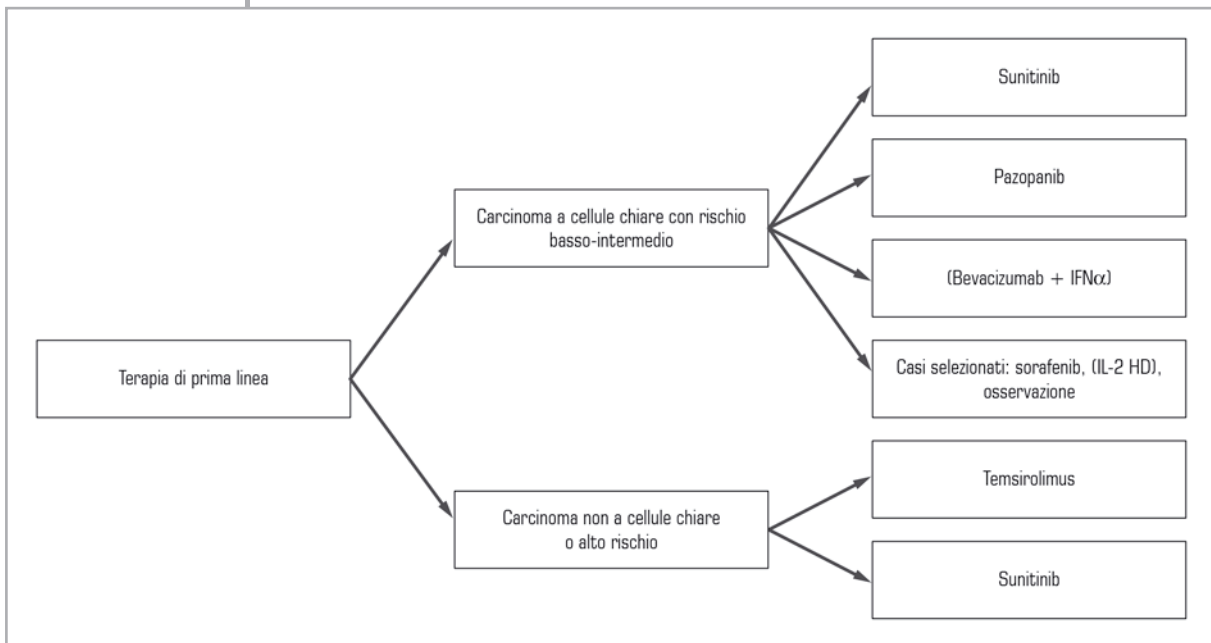 Terapia di prima linea
Carcinoma a cellule chiare con rischio
basso-intermedio
Carcinoma non a cellule chiare
o alto rischio
Sunitinib
Pazopanib
(Bevacizumab + IFNα)
Casi selezionati: sorafenib, (IL-2 HD),
osservazione
Temsirolimus
Sunitinib